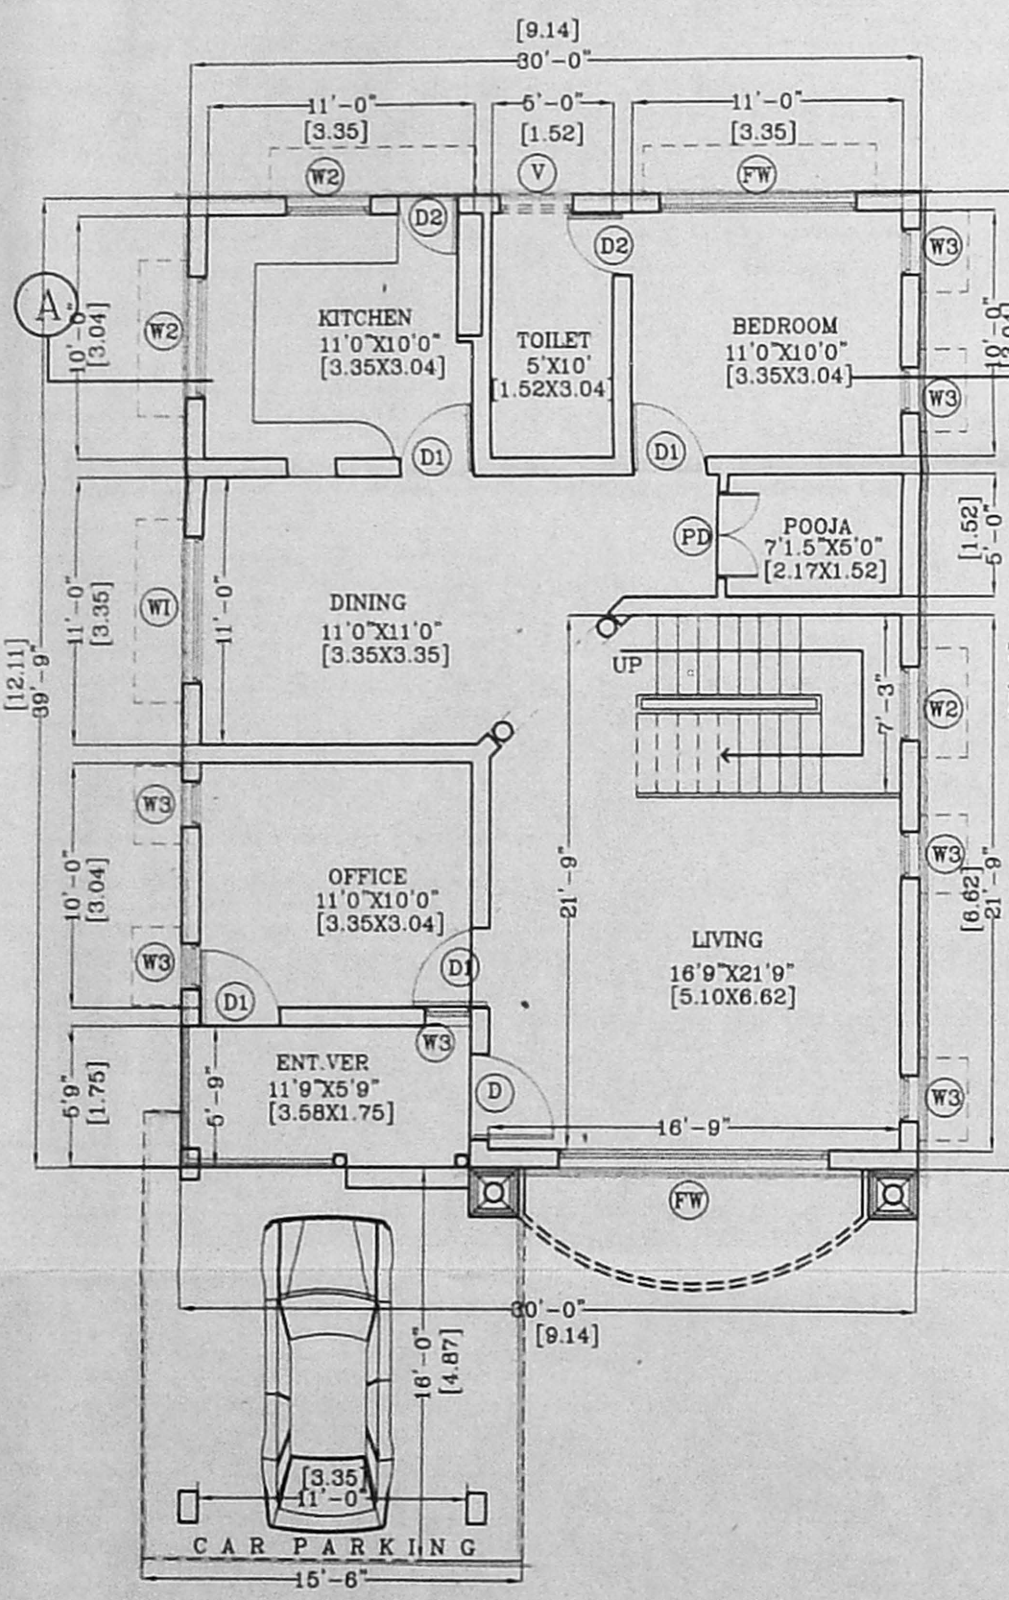 [9.14]
30'-0"
11'-0"
[3.35]
5'-0"
[1.52]
11'-0"
[3.35]
W2
V
FW
D2
D2
W3
A
10'-0"
[3.04]
W2
KITCHEN
11'0"X10'0"
[3.35X3.04]
TOILET
5'X10'
[1.52X3.04]
BEDROOM
11'0"X10'0"
[3.35X3.04]
10'-0"
W3
D1
D1
PD
POOJA
7'1.5"X5'0"
[2.17X1.52]
[1.52]
5'-0"
11'-0"
[3.35]
W1
11'-0"
DINING
11'0"X11'0"
[3.35X3.35]
UP
7'-3"
W2
[12.11]
39'-9"
W3
10'-0"
[3.04]
OFFICE
11'0"X10'0"
[3.35X3.04]
21'-9"
W3
[6.62]
21'-9"
LIVING
16'9"X21'9"
[5.10X6.62]
W3
D1
D1
W3
5'9"
[1.75]
5'-9"
ENT.VER
11'9"X5'9"
[3.58X1.75]
D
W3
16'-9"
FW
30'-0"
[9.14]
16'-0"
[4.87]
[3.35]
11'-0"
CAR PARKING
15'-6"